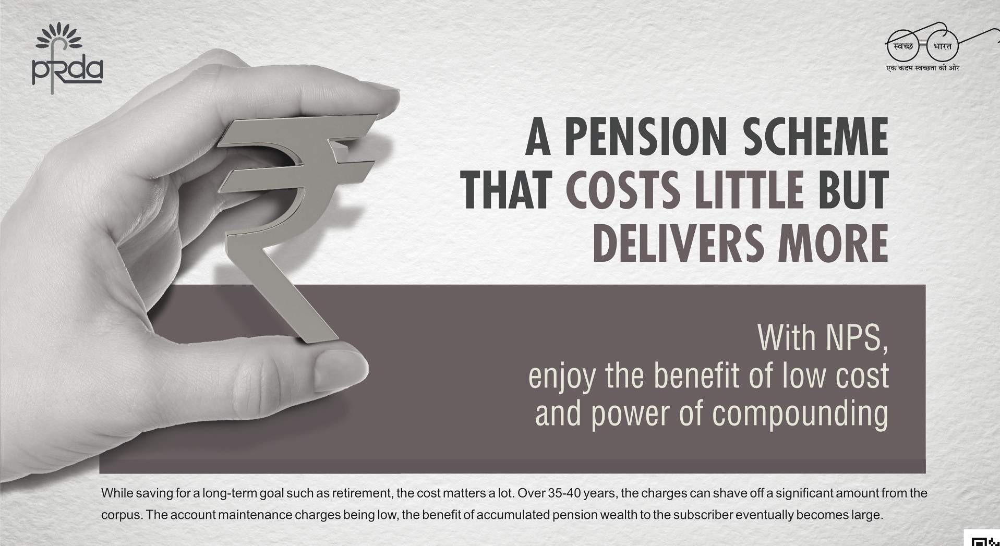 pfrda
स्वच्छ भारत
एक कदम स्वच्छता की ओर
A PENSION SCHEME
THAT COSTS LITTLE BUT
DELIVERS MORE
With NPS,
enjoy the benefit of low cost
and power of compounding
While saving for a long-term goal such as retirement, the cost matters a lot. Over 35-40 years, the charges can shave off a significant amount from the
corpus. The account maintenance charges being low, the benefit of accumulated pension wealth to the subscriber eventually becomes large.